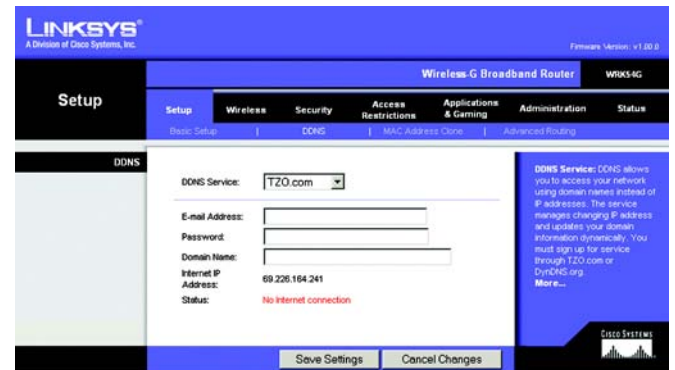 LINKSYS®
A Division of Cisco Systems, Inc.
Firmware Version: v1.00.0
Wireless-G Broadband Router WRK54G
Setup
Setup Wireless Security Access Restrictions Applications & Gaming Administration Status
Basic Setup | DDNS | MAC Address Clone | Advanced Routing
DDNS
DDNS Service: TZO.com
E-mail Address:
Password:
Domain Name:
Internet IP Address: 69.226.164.241
Status: No Internet connection
DDNS Service: DDNS allows
you to access your network
using domain names instead of
IP addresses. The service
manages changing IP address
and updates your domain
information dynamically. You
must sign up for service
through TZO.com or
DynDNS.org.
More...
Save Settings Cancel Changes
CISCO SYSTEMS